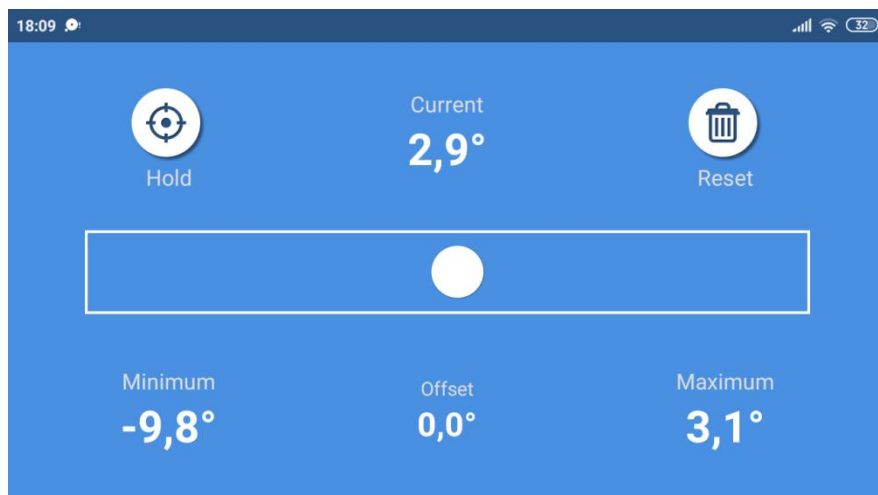 18:09 32
Current
2,9°
Hold
Reset
Minimum
Offset
Maximum
-9,8°
0,0°
3,1°